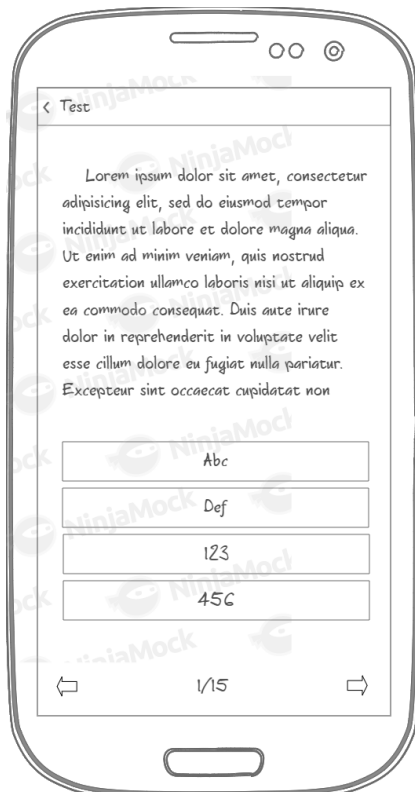 < Test
Lorem ipsum dolor sit amet, consectetur
adipisicing elit, sed do eiusmod tempor
incididunt ut labore et dolore magna aliqua.
Ut enim ad minim veniam, quis nostrud
exercitation ullamco laboris nisi ut aliquip ex
ea commodo consequat. Duis aute irure
dolor in reprehenderit in voluptate velit
esse cillum dolore eu fugiat nulla pariatur.
Excepteur sint occaecat cupidatat non
Abc
Def
123
456
1/15
NinjaMock